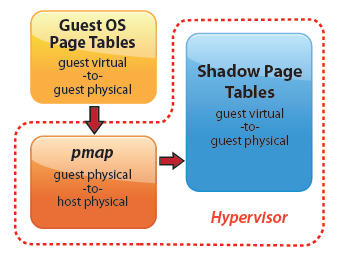 Guest OS
Page Tables
guest virtual
-to-
guest physical
pmap
guest physical
-to-
host physical
Shadow Page
Tables
guest virtual
-to-
guest physical
Hypervisor